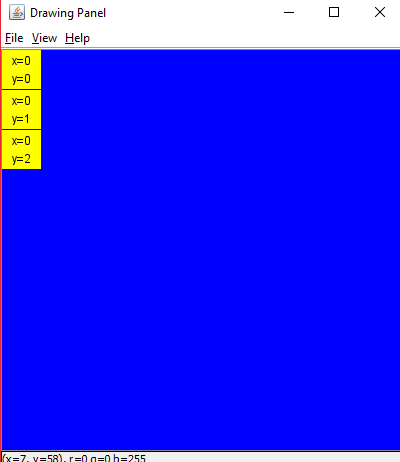 Drawing Panel
File View Help
x=0
y=0
x=0
y=1
x=0
y=2
(x=7, y=58), r=0 g=0 b=255